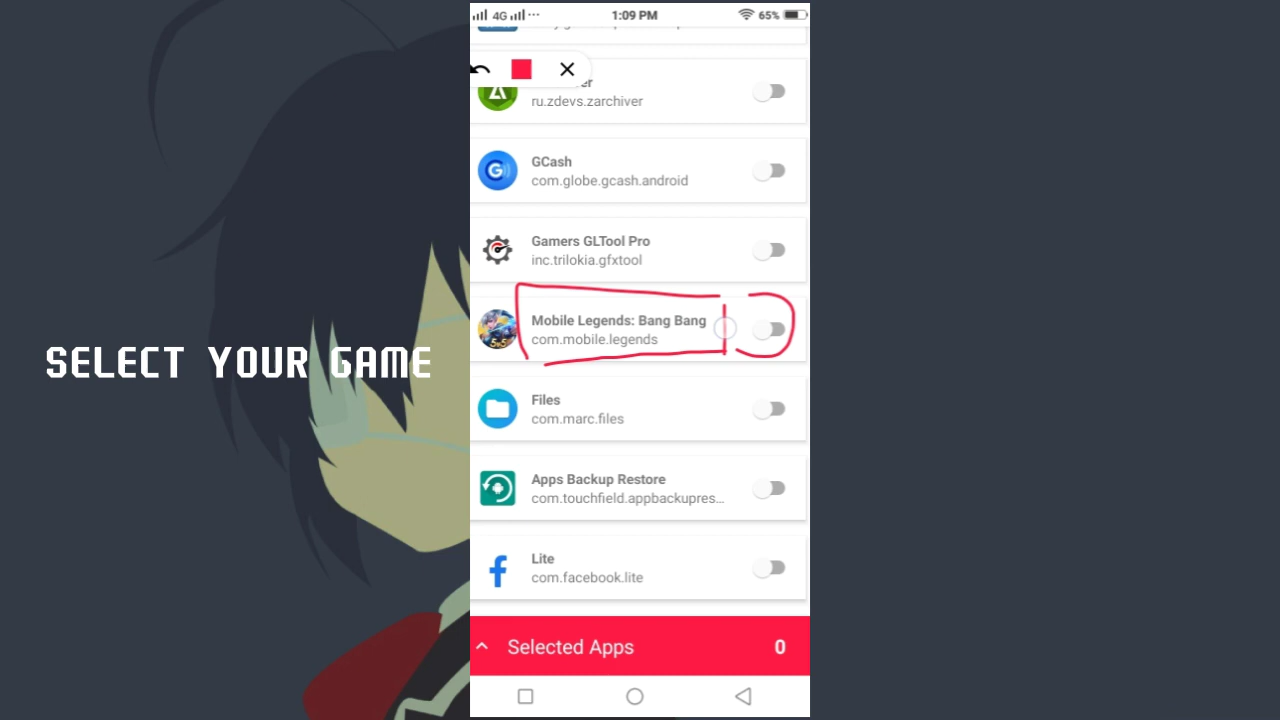 4G
1:09 PM
65%
ru.zdevs.zarchiver
GCash
com.globe.gcash.android
Gamers GLTool Pro
inc.trilokia.gfxtool
Mobile Legends: Bang Bang
com.mobile.legends
SELECT YOUR GAME
Files
com.marc.files
Apps Backup Restore
com.touchfield.appbackupres...
Lite
com.facebook.lite
Selected Apps
0